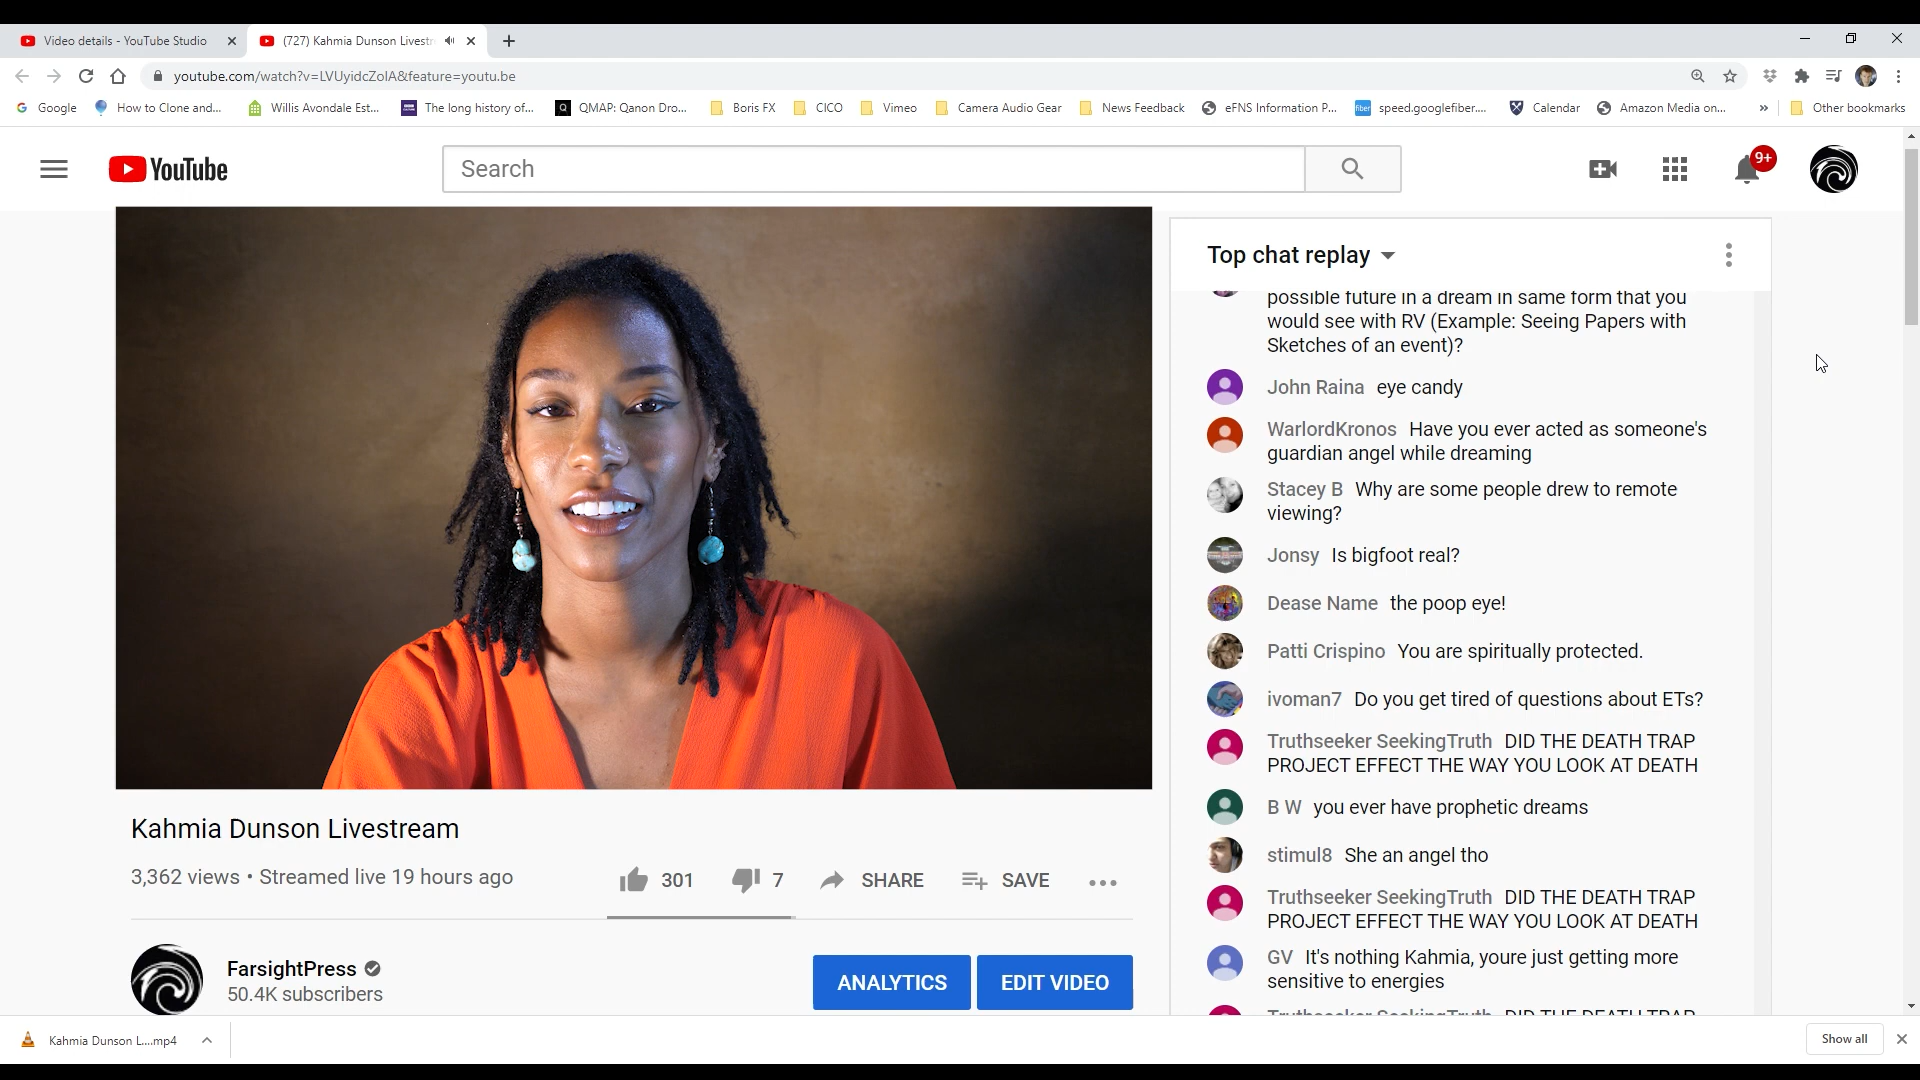 Video details - YouTube Studio
(727) Kahmia Dunson Livestr
youtube.com/watch?v=LVUyidcZolA&feature=youtu.be
Google
How to Clone and...
Willis Avondale Est...
The long history of...
QMAP: Qanon Dro...
Boris FX
CICO
Vimeo
Camera Audio Gear
News Feedback
eFNS Information P...
speed.googlefiber....
Calendar
Amazon Media on...
»
Other bookmarks
YouTube
Search
9+
Top chat replay
possible future in a dream in same form that you
would see with RV (Example: Seeing Papers with
Sketches of an event)?
John Raina eye candy
WarlordKronos Have you ever acted as someone's
guardian angel while dreaming
Stacey B Why are some people drew to remote
viewing?
Jonsy Is bigfoot real?
Dease Name the poop eye!
Patti Crispino You are spiritually protected.
ivoman7 Do you get tired of questions about ETs?
Truthseeker SeekingTruth DID THE DEATH TRAP
PROJECT EFFECT THE WAY YOU LOOK AT DEATH
B W you ever have prophetic dreams
stimul8 She an angel tho
Truthseeker SeekingTruth DID THE DEATH TRAP
PROJECT EFFECT THE WAY YOU LOOK AT DEATH
GV It's nothing Kahmia, youre just getting more
sensitive to energies
Truthseeker SeekingTruth DID THE DEATH TRAP
Kahmia Dunson Livestream
3,362 views • Streamed live 19 hours ago
301
7
SHARE
SAVE
FarsightPress
50.4K subscribers
ANALYTICS
EDIT VIDEO
Kahmia Dunson L....mp4
Show all